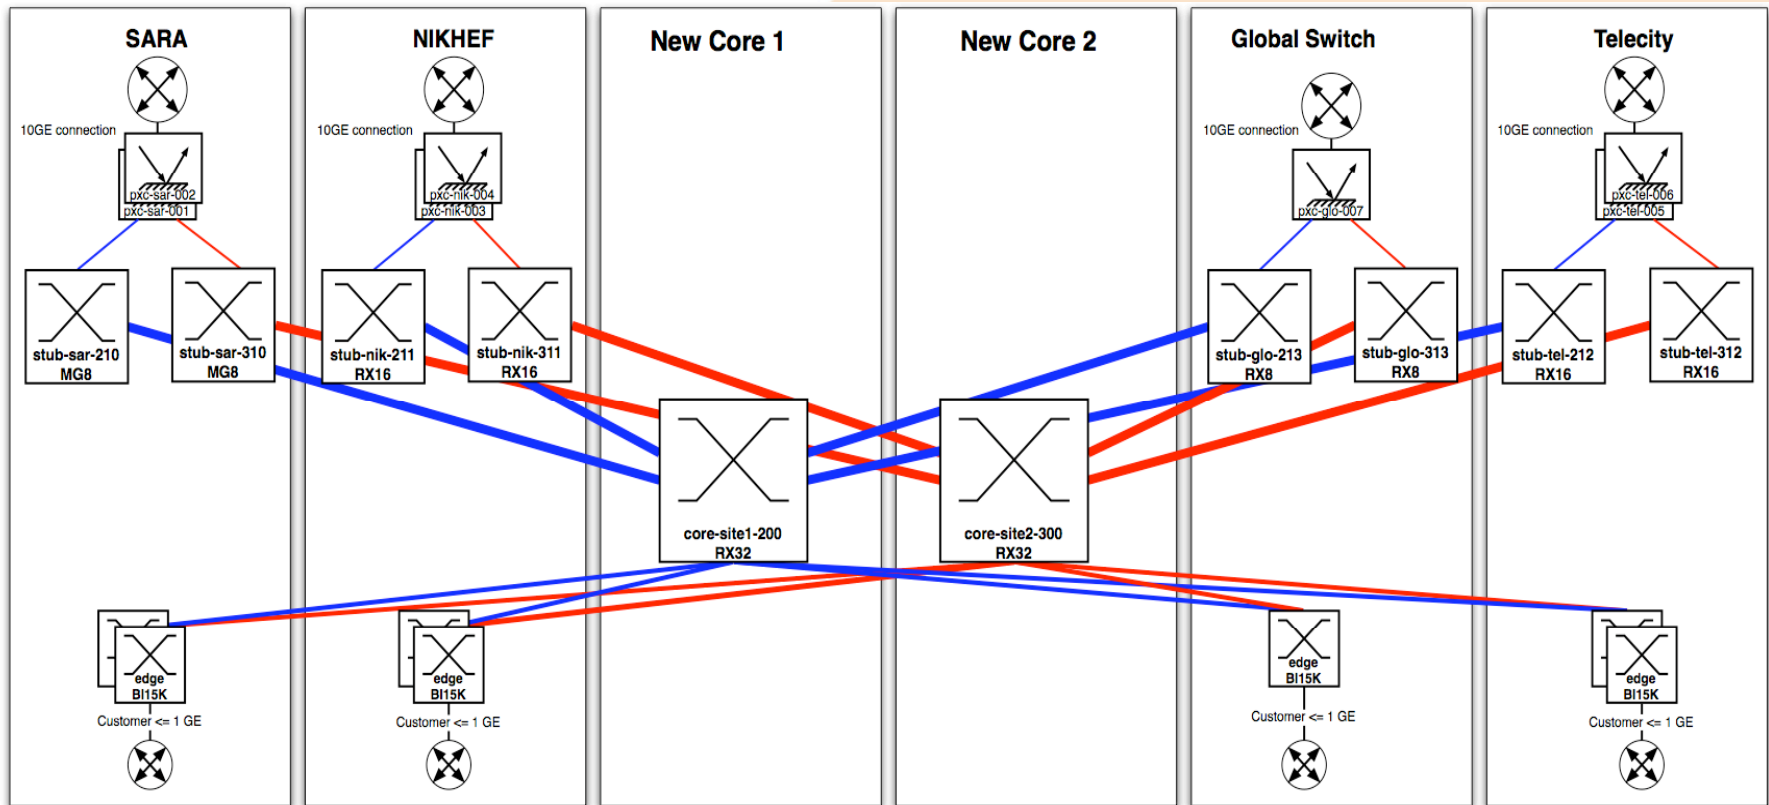 SARA
NIKHEF
New Core 1
New Core 2
Global Switch
Telecity
10GE connection
10GE connection
10GE connection
10GE connection
pxc-sar-002
pxc-sar-001
pxc-nik-004
pxc-nik-003
pxc-glo-007
pxc-tel-006
pxc-tel-005
stub-sar-210
MG8
stub-sar-310
MG8
stub-nik-211
RX16
stub-nik-311
RX16
stub-glo-213
RX8
stub-glo-313
RX8
stub-tel-212
RX16
stub-tel-312
RX16
core-site1-200
RX32
core-site2-300
RX32
edge
BI15K
Customer <= 1 GE
edge
BI15K
Customer <= 1 GE
edge
BI15K
Customer <= 1 GE
edge
BI15K
Customer <= 1 GE